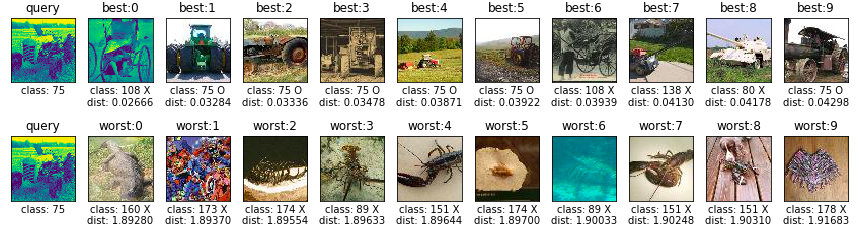 query best:0 best:1 best:2 best:3 best:4 best:5 best:6 best:7 best:8 best:9
class: 75 class: 108 X class: 75 O class: 75 O class: 75 O class: 75 O class: 75 O class: 108 X class: 138 X class: 80 X class: 75 O
dist: 0.02666 dist: 0.03284 dist: 0.03336 dist: 0.03478 dist: 0.03871 dist: 0.03922 dist: 0.03939 dist: 0.04130 dist: 0.04178 dist: 0.04298
query worst:0 worst:1 worst:2 worst:3 worst:4 worst:5 worst:6 worst:7 worst:8 worst:9
class: 75 class: 160 X class: 173 X class: 174 X class: 89 X class: 151 X class: 174 X class: 89 X class: 151 X class: 151 X class: 178 X
dist: 1.89280 dist: 1.89370 dist: 1.89554 dist: 1.89633 dist: 1.89644 dist: 1.89700 dist: 1.90033 dist: 1.90248 dist: 1.90310 dist: 1.91683